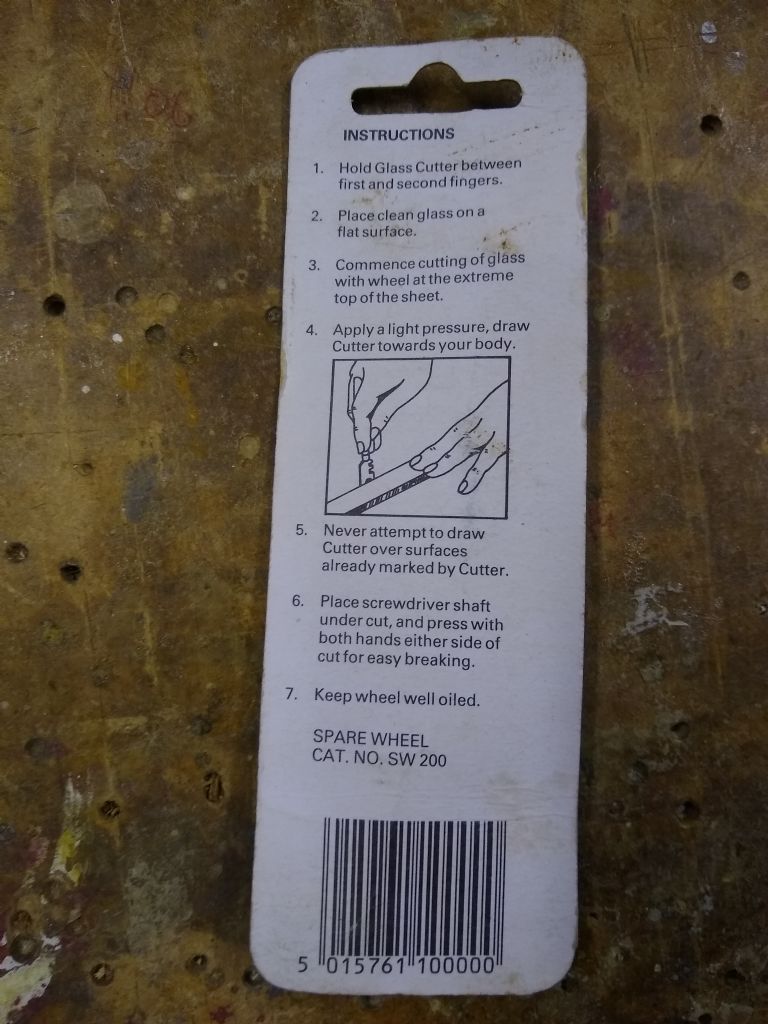 INSTRUCTIONS
1. Hold Glass Cutter between
first and second fingers.
2. Place clean glass on a
flat surface.
3. Commence cutting of glass
with wheel at the extreme
top of the sheet.
4. Apply a light pressure, draw
Cutter towards your body.
5. Never attempt to draw
Cutter over surfaces
already marked by Cutter.
6. Place screwdriver shaft
under cut, and press with
both hands either side of
cut for easy breaking.
7. Keep wheel well oiled.
SPARE WHEEL
CAT. NO. SW 200
5 015761 100000